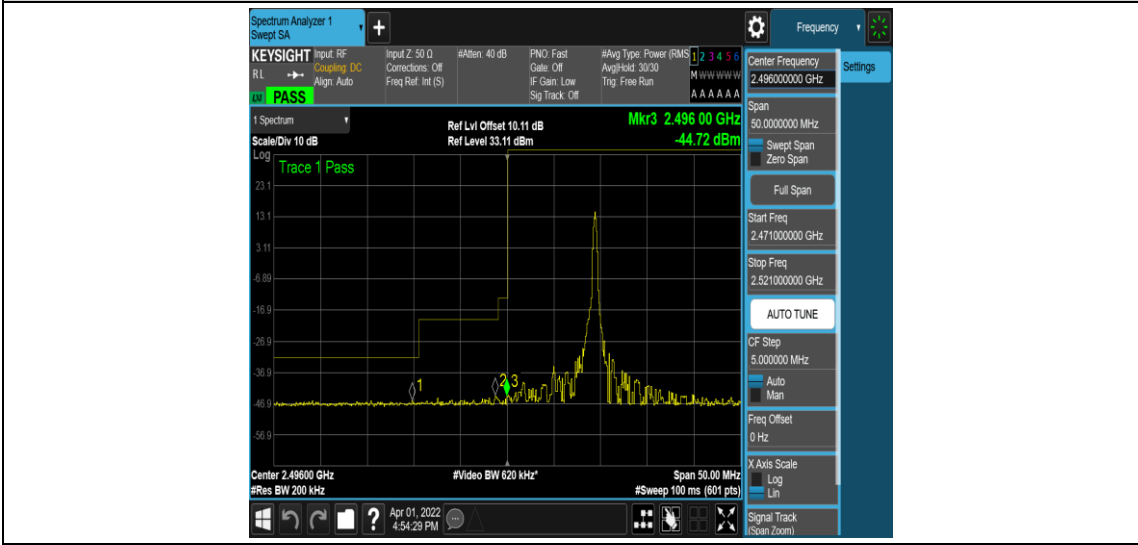 Spectrum Analyzer 1
Swept SA
+
Frequency
KEYSIGHT
RL
PASS
Input: RF
Coupling: DC
Align: Auto
Input Z: 50 Ω
Corrections: Off
Freq Ref: Int (S)
#Atten: 40 dB
PNO: Fast
Gate: Off
IF Gain: Low
Sig Track: Off
#Avg Type: Power (RMS
Avg|Hold: 30/30
Trig: Free Run
1 2 3 4 5 6
M W W W W W
A A A A A A
1 Spectrum
Scale/Div 10 dB
Ref Lvl Offset 10.11 dB
Ref Level 33.11 dBm
Mkr3 2.496 00 GHz
-44.72 dBm
Log
Trace 1 Pass
23.1
13.1
3.11
-6.89
-16.9
-26.9
-36.9
-46.9
-56.9
1
2
3
Center 2.49600 GHz
#Res BW 200 kHz
#Video BW 620 kHz*
Span 50.00 MHz
#Sweep 100 ms (601 pts)
?
Apr 01, 2022
4:54:29 PM
Center Frequency
2.496000000 GHz
Settings
Span
50.0000000 MHz
Swept Span
Zero Span
Full Span
Start Freq
2.471000000 GHz
Stop Freq
2.521000000 GHz
AUTO TUNE
CF Step
5.000000 MHz
Auto
Man
Freq Offset
0 Hz
X Axis Scale
Log
Lin
Signal Track
(Span Zoom)